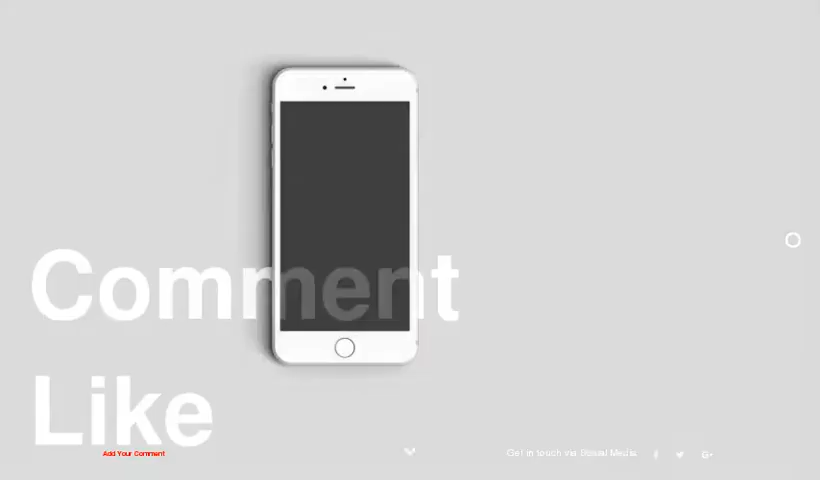 Comment
Like
Add Your Comment
Get in touch via Social Media
G+